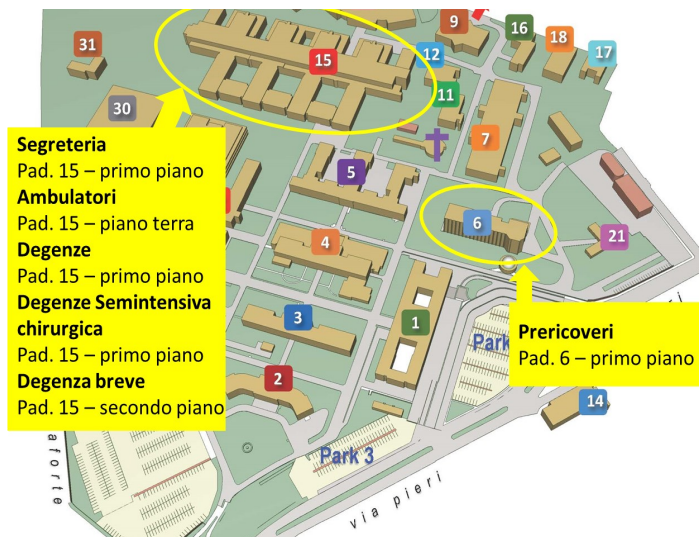 9
16
31
15
12
18
17
30
11
7
Segreteria
Pad. 15 – primo piano
Ambulatori
Pad. 15 – piano terra
Degenze
Pad. 15 – primo piano
Degenze Semintensiva
chirurgica
Pad. 15 – primo piano
Degenza breve
Pad. 15 – secondo piano
5
6
21
4
3
1
Prericoveri
Pad. 6 – primo piano
Park
2
14
Park 3
via pieri